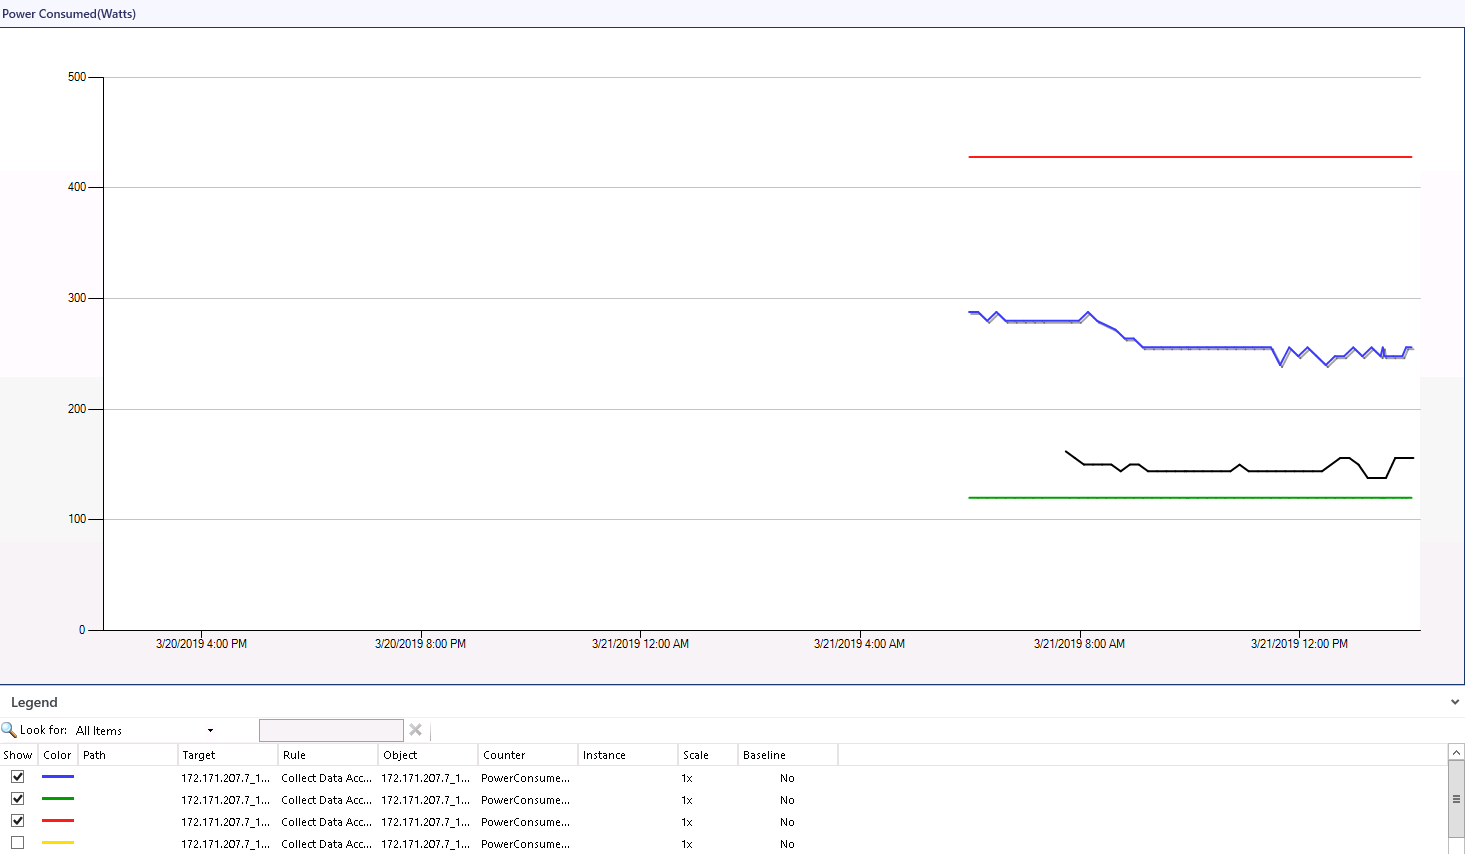 Power Consumed(Watts)
500
400
300
200
100
0
3/20/2019 4:00 PM 3/20/2019 8:00 PM 3/21/2019 12:00 AM 3/21/2019 4:00 AM 3/21/2019 8:00 AM 3/21/2019 12:00 PM
Legend
Look for: All Items
Show Color Path Target Rule Object Counter Instance Scale Baseline
172.171.207.7_1... Collect Data Acc... 172.171.207.7_1... PowerConsume... 1x No
172.171.207.7_1... Collect Data Acc... 172.171.207.7_1... PowerConsume... 1x No
172.171.207.7_1... Collect Data Acc... 172.171.207.7_1... PowerConsume... 1x No
172.171.207.7_1... Collect Data Acc... 172.171.207.7_1... PowerConsume... 1x No